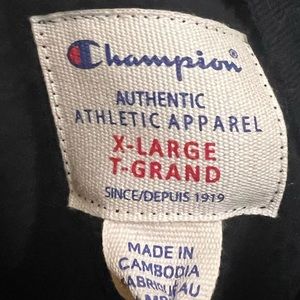 Champion®
AUTHENTIC
ATHLETIC APPAREL
X-LARGE
T-GRAND
SINCE/DEPUIS 1919
MADE IN
CAMBODIA